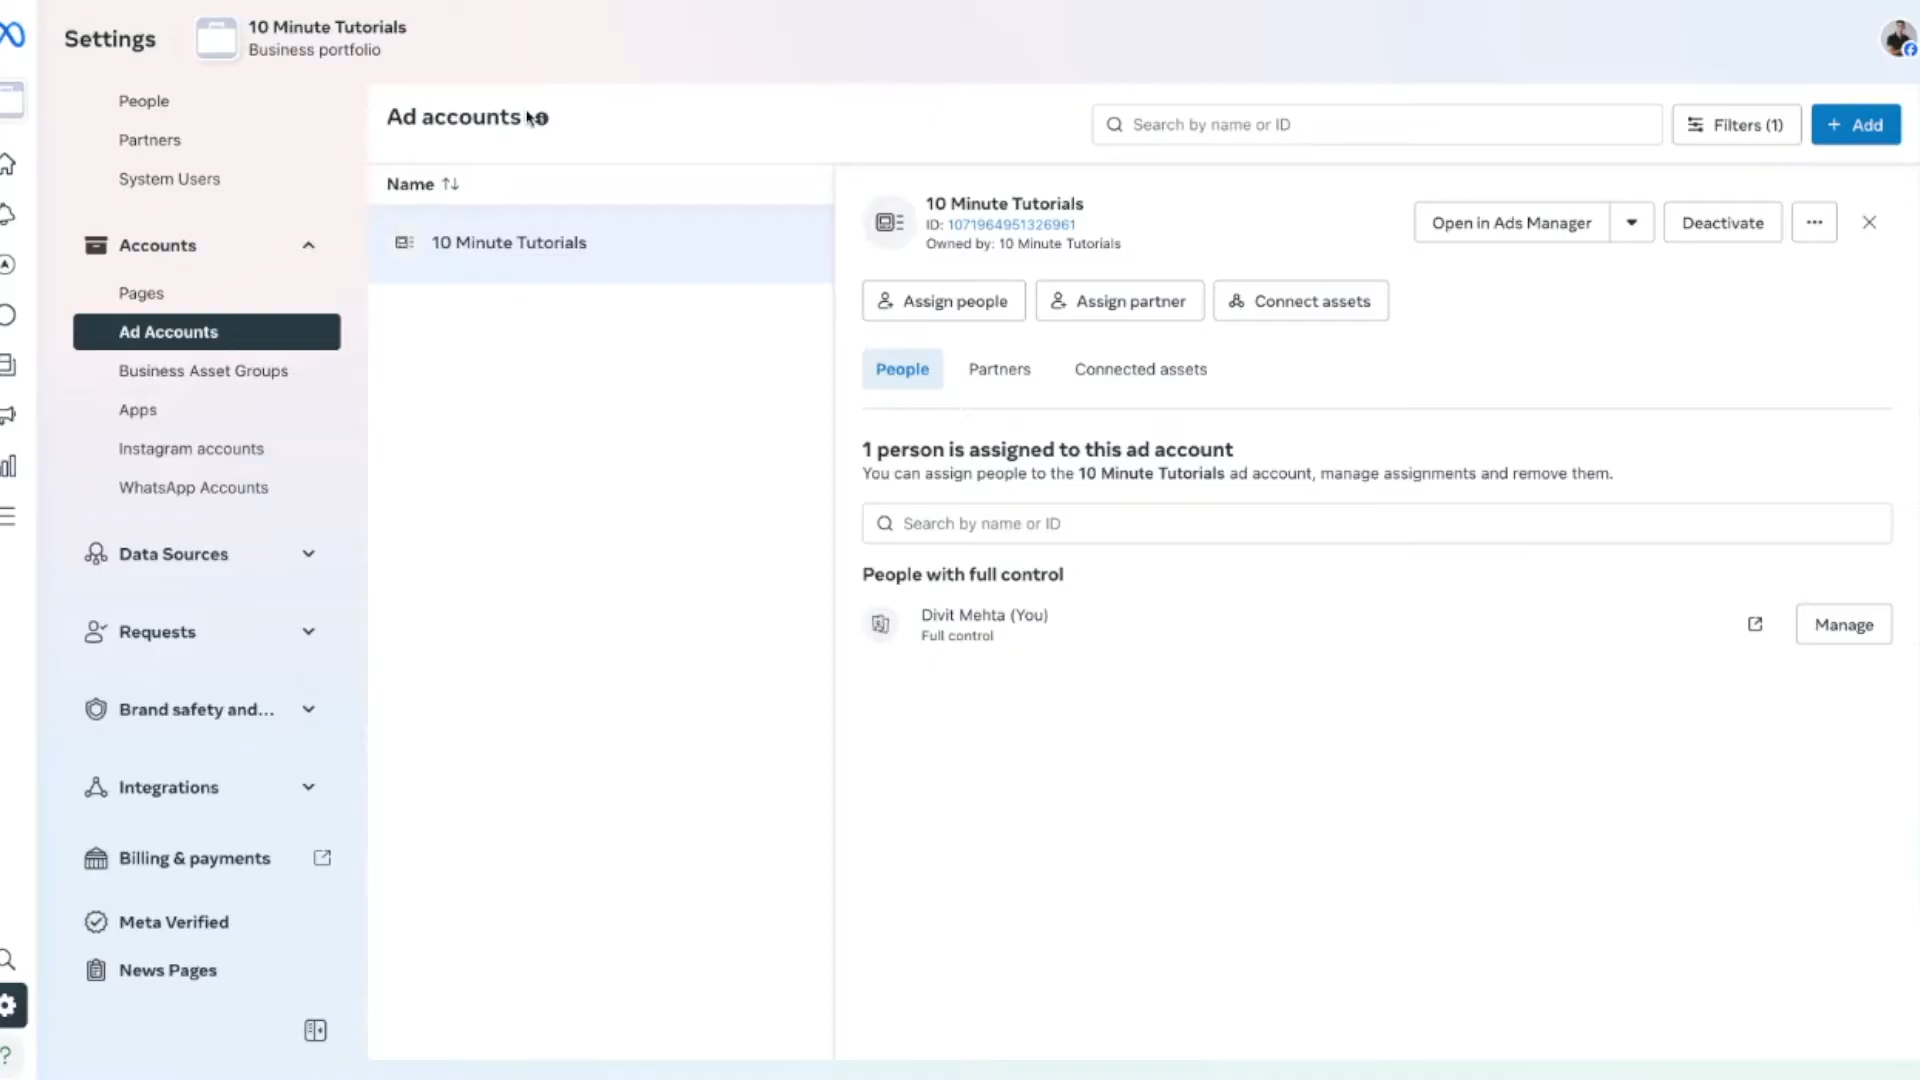 Settings
10 Minute Tutorials
Business portfolio
People
Partners
System Users
Accounts
Pages
Ad Accounts
Business Asset Groups
Apps
Instagram accounts
WhatsApp Accounts
Data Sources
Requests
Brand safety and...
Integrations
Billing & payments
Meta Verified
News Pages
Ad accounts
Search by name or ID
Filters (1)
+ Add
Name
10 Minute Tutorials
10 Minute Tutorials
ID: 1071964951326961
Owned by: 10 Minute Tutorials
Open in Ads Manager
Deactivate
Assign people
Assign partner
Connect assets
People
Partners
Connected assets
1 person is assigned to this ad account
You can assign people to the 10 Minute Tutorials ad account, manage assignments and remove them.
Search by name or ID
People with full control
Divit Mehta (You)
Full control
Manage